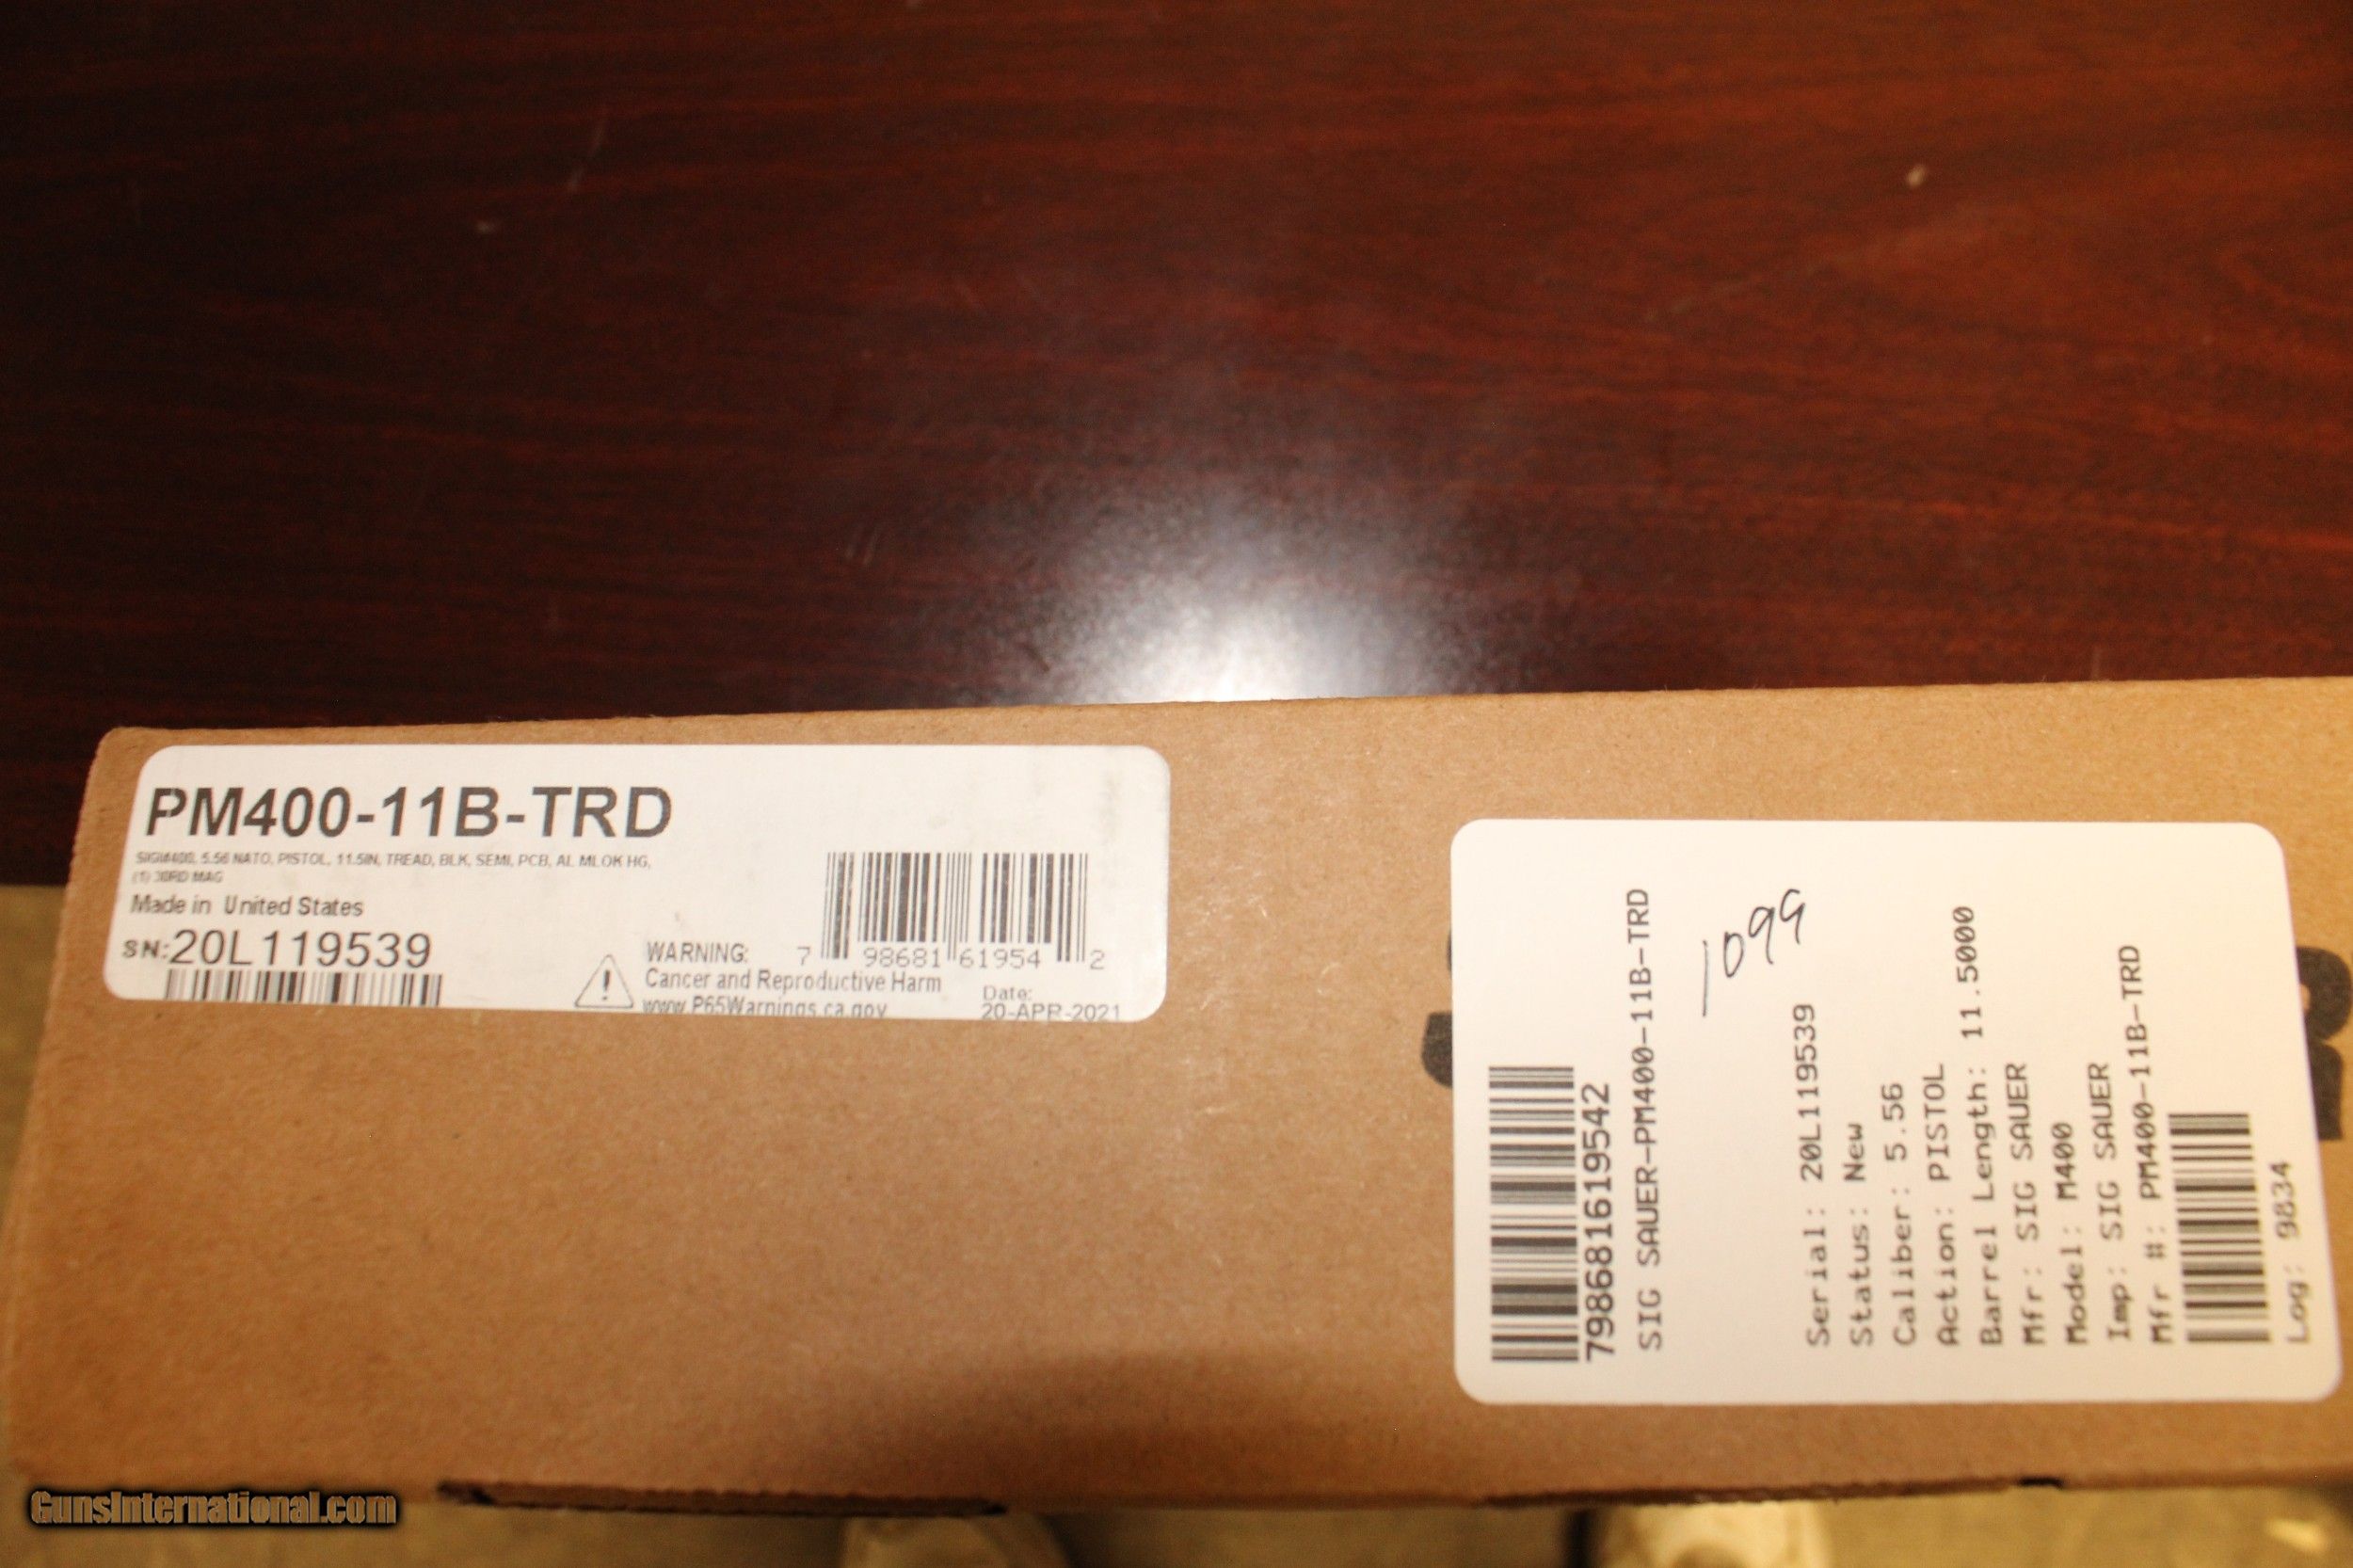 PM400-11B-TRD
SIGM400, 5.56 NATO, PISTOL, 11.5IN, TREAD, BLK, SEMI, PCB, AL MLOK HG,
(1) 30RD MAG
Made in United States
SN:20L119539
WARNING:
Cancer and Reproductive Harm
www.P65Warnings.ca.gov
7 98681 61954 2
Date:
20-APR-2021
798681619542
SIG SAUER-PM400-11B-TRD
1099
Serial: 20L119539
Status: New
Caliber: 5.56
Action: PISTOL
Barrel Length: 11.50000
Mfr: SIG SAUER
Model: M400
Imp: SIG SAUER
Mfr #: PM400-11B-TRD
Log: 9834
R
GunsInternational.com